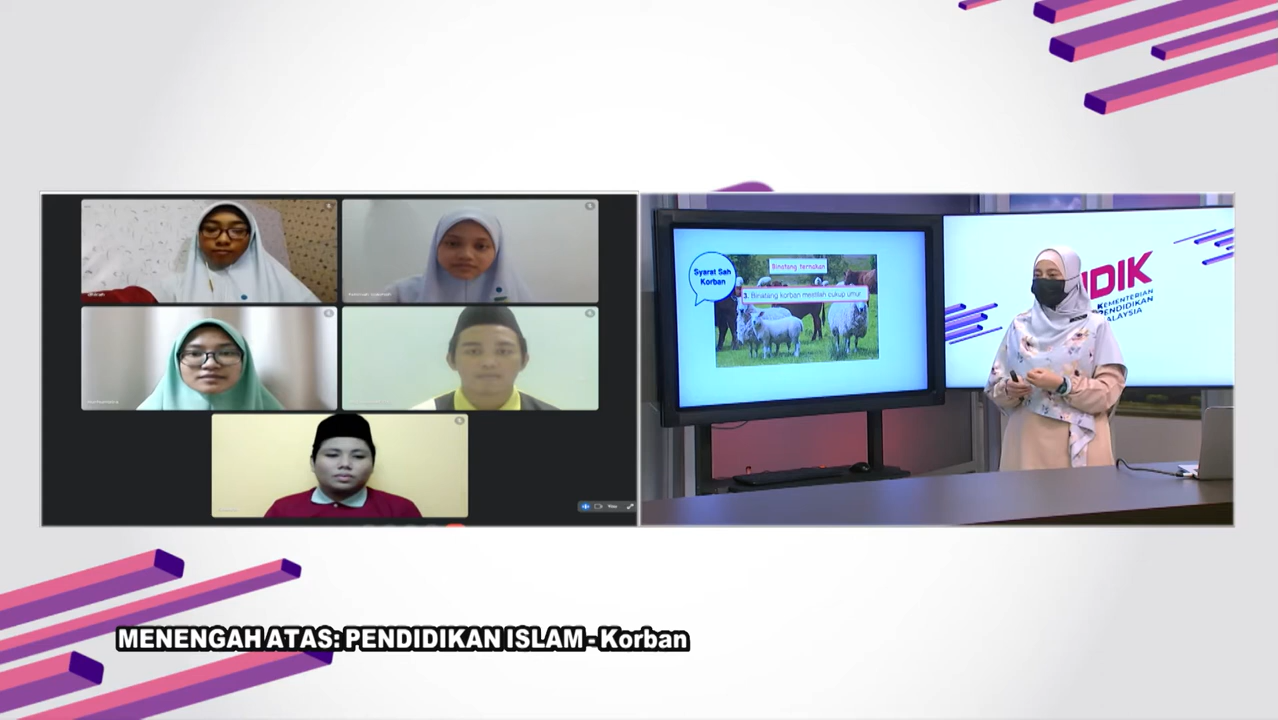 Syarat Sah
Korban
Binatang ternakan
3. Binatang korban mestilah cukup umur.
IDIK
KEMENTERIAN
PENDIDIKAN
MALAYSIA
MENENGAH ATAS: PENDIDIKAN ISLAM - Korban